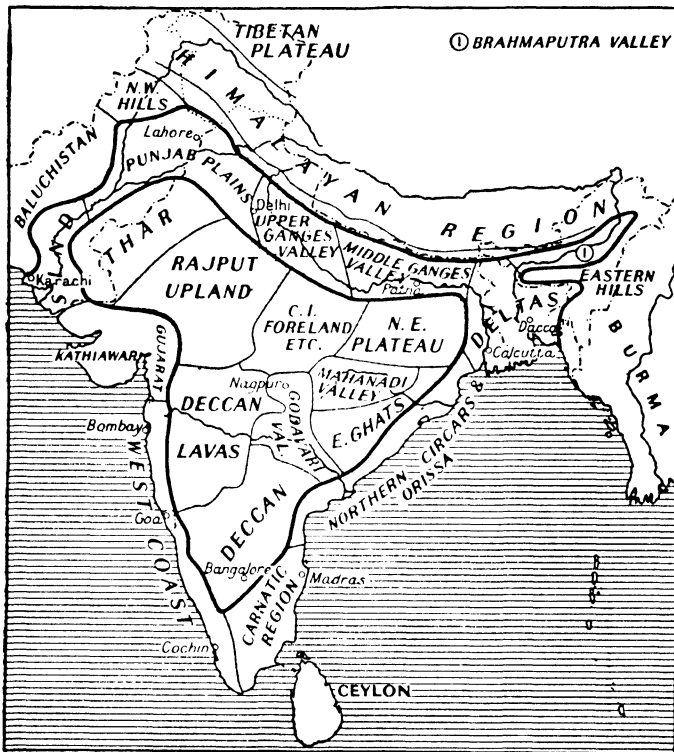 TIBETAN
PLATEAU
① BRAHMAPUTRA VALLEY
N.W.
HILLS
HIMALAYAN REGION
Lahore
PUNJAB PLAINS
BALUCHISTAN
SIND
THAR
Delhi
UPPER
GANGES
VALLEY
MIDDLE GANGES
VALLEY
Patna
①
EASTERN
HILLS
Karachi
RAJPUT
UPLAND
C.I.
FORELAND
ETC.
N.E.
PLATEAU
DELTAS
Dacca
Calcutta
BURMA
KATHIAWAR
GUJARAT
Nagpur
MAHANADI
VALLEY
DECCAN
LAVAS
GODAVARI
VAL.
E. GHATS
NORTHERN CIRCARS &
ORISSA
Bombay
WEST COAST
Goa
DECCAN
Bangalore
Madras
CARNATIC
REGION
Cochin
CEYLON